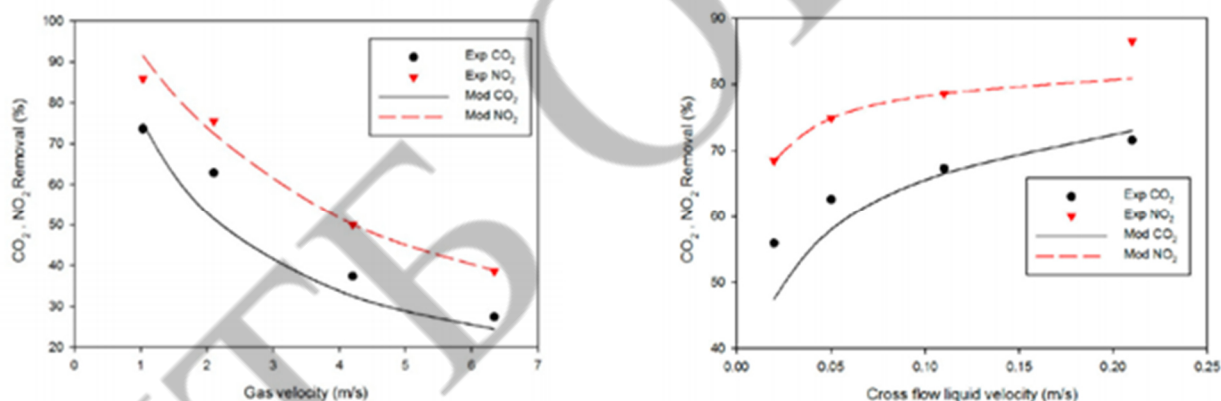 100
90
80
70
60
50
40
30
20
0 1 2 3 4 5 6 7
Gas velocity (m/s)
CO₂ , NO₂ Removal (%)
Exp CO₂
Exp NO₂
Mod CO₂
Mod NO₂
90
80
70
60
50
40
0.00 0.05 0.10 0.15 0.20 0.25
Cross flow liquid velocity (m/s)
CO₂ , NO₂ Removal (%)
Exp CO₂
Exp NO₂
Mod CO₂
Mod NO₂